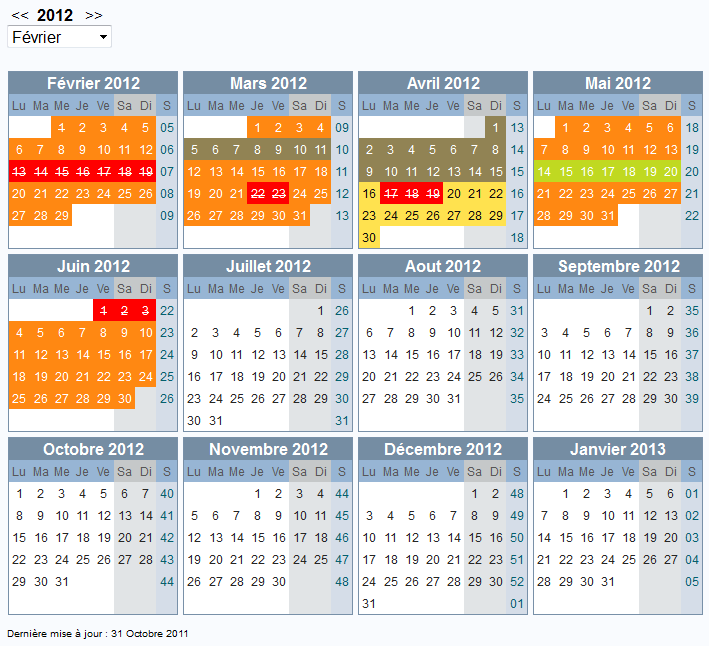 << 2012 >>
Février
Février 2012
Lu Ma Me Je Ve Sa Di S
1 2 3 4 5 05
6 7 8 9 10 11 12 06
13 14 15 16 17 18 19 07
20 21 22 23 24 25 26 08
27 28 29 09
Mars 2012
Lu Ma Me Je Ve Sa Di S
1 2 3 4 09
5 6 7 8 9 10 11 10
12 13 14 15 16 17 18 11
19 20 21 22 23 24 25 12
26 27 28 29 30 31 13
Avril 2012
Lu Ma Me Je Ve Sa Di S
1 13
2 3 4 5 6 7 8 14
9 10 11 12 13 14 15 15
16 17 18 19 20 21 22 16
23 24 25 26 27 28 29 17
30 18
Mai 2012
Lu Ma Me Je Ve Sa Di S
1 2 3 4 5 6 18
7 8 9 10 11 12 13 19
14 15 16 17 18 19 20 20
21 22 23 24 25 26 27 21
28 29 30 31 22
Juin 2012
Lu Ma Me Je Ve Sa Di S
1 2 3 22
4 5 6 7 8 9 10 23
11 12 13 14 15 16 17 24
18 19 20 21 22 23 24 25
25 26 27 28 29 30 26
Juillet 2012
Lu Ma Me Je Ve Sa Di S
1 26
2 3 4 5 6 7 8 27
9 10 11 12 13 14 15 28
16 17 18 19 20 21 22 29
23 24 25 26 27 28 29 30
30 31 31
Aout 2012
Lu Ma Me Je Ve Sa Di S
1 2 3 4 5 31
6 7 8 9 10 11 12 32
13 14 15 16 17 18 19 33
20 21 22 23 24 25 26 34
27 28 29 30 31 35
Septembre 2012
Lu Ma Me Je Ve Sa Di S
1 2 35
3 4 5 6 7 8 9 36
10 11 12 13 14 15 16 37
17 18 19 20 21 22 23 38
24 25 26 27 28 29 30 39
Octobre 2012
Lu Ma Me Je Ve Sa Di S
1 2 3 4 5 6 7 40
8 9 10 11 12 13 14 41
15 16 17 18 19 20 21 42
22 23 24 25 26 27 28 43
29 30 31 44
Novembre 2012
Lu Ma Me Je Ve Sa Di S
1 2 3 4 44
5 6 7 8 9 10 11 45
12 13 14 15 16 17 18 46
19 20 21 22 23 24 25 47
26 27 28 29 30 48
Décembre 2012
Lu Ma Me Je Ve Sa Di S
1 2 48
3 4 5 6 7 8 9 49
10 11 12 13 14 15 16 50
17 18 19 20 21 22 23 51
24 25 26 27 28 29 30 52
31 01
Janvier 2013
Lu Ma Me Je Ve Sa Di S
1 2 3 4 5 6 01
7 8 9 10 11 12 13 02
14 15 16 17 18 19 20 03
21 22 23 24 25 26 27 04
28 29 30 31 05
Dernière mise à jour : 31 Octobre 2011